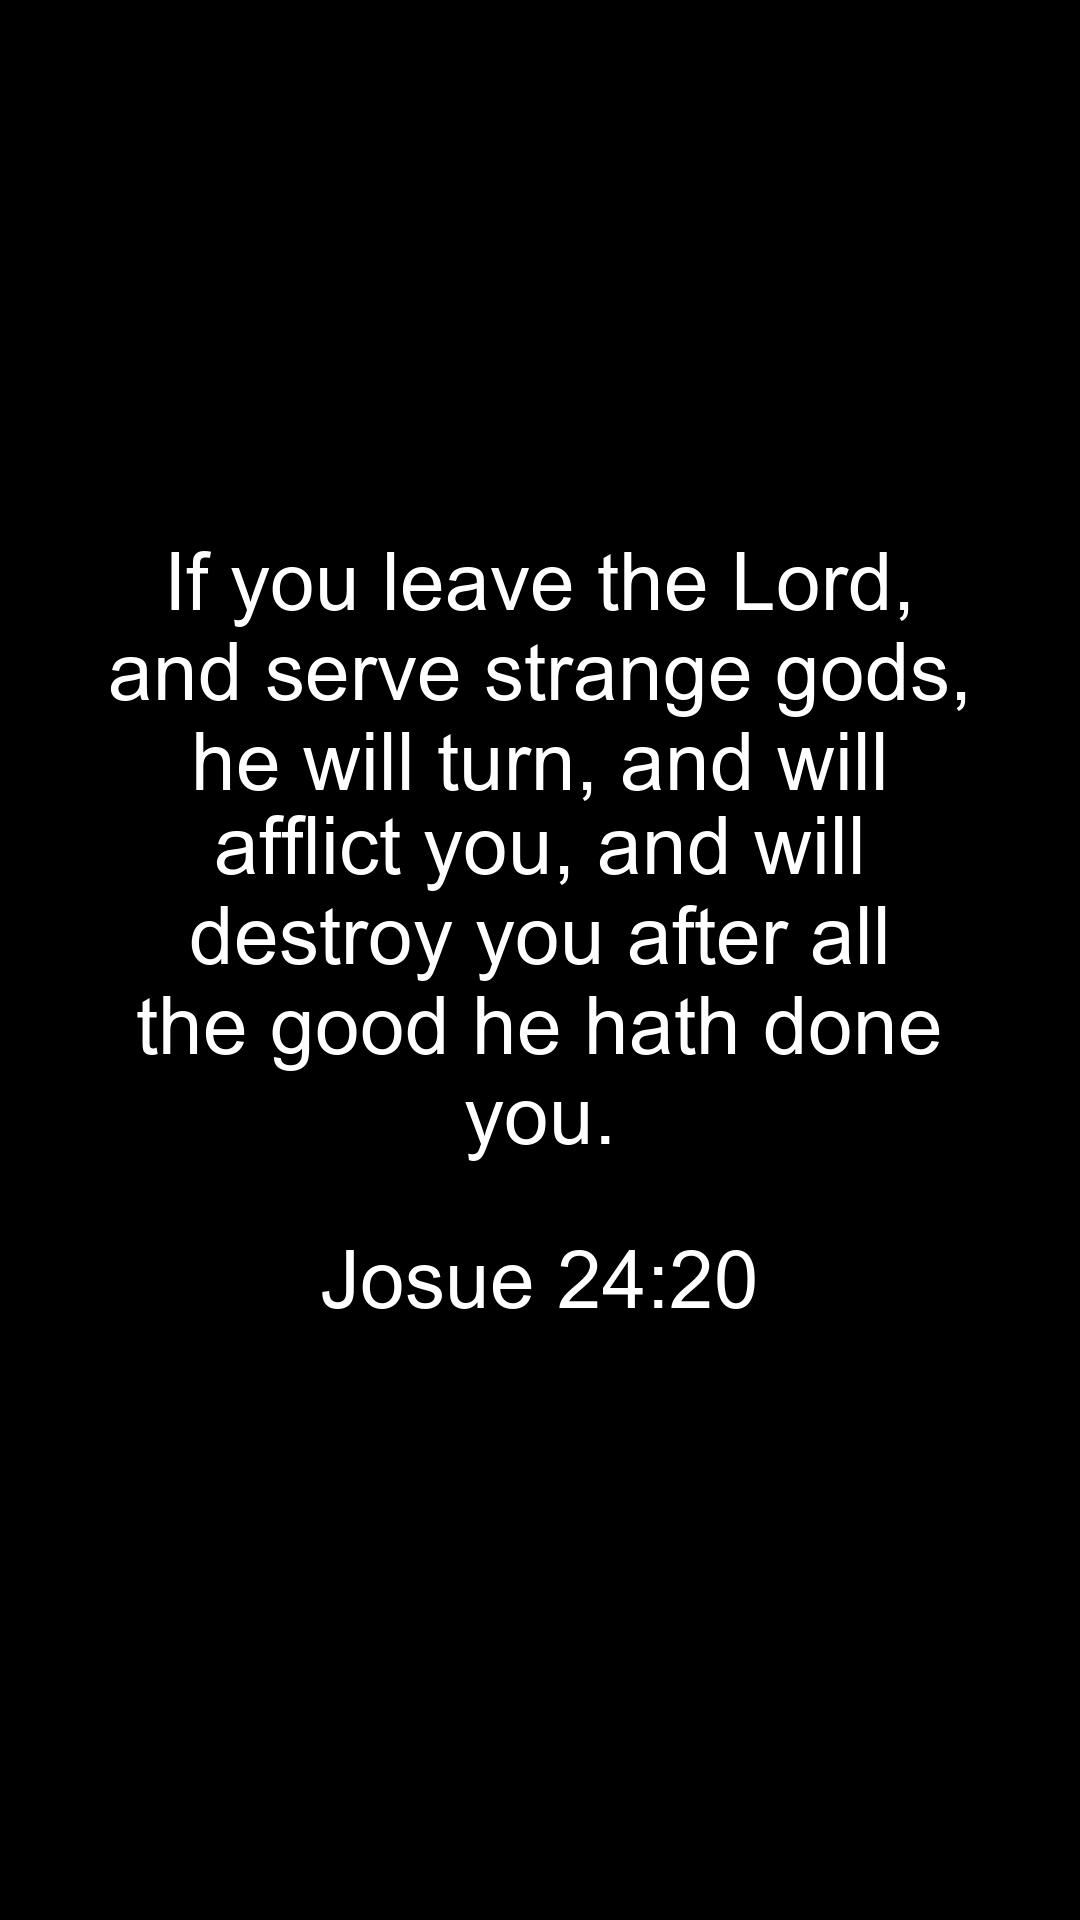 If you leave the Lord,
and serve strange gods,
he will turn, and will
afflict you, and will
destroy you after all
the good he hath done
you.
Josue 24:20